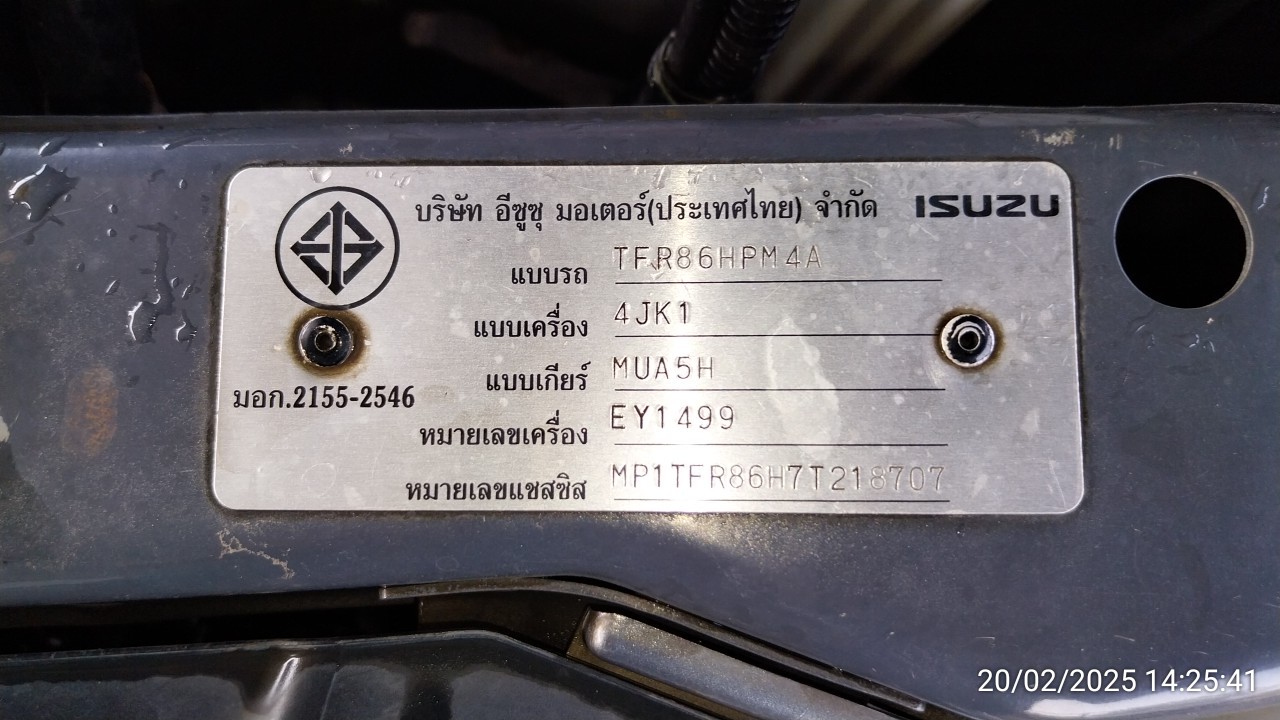 บริษัท อีซูซุ มอเตอร์(ประเทศไทย) จำกัด ISUZU
แบบรถ TFR86HPM4A
แบบเครื่อง 4JK1
แบบเกียร์ MUA5H
มอก.2155-2546
หมายเลขเครื่อง EY1499
หมายเลขแชสซิส MP1TFR86H7T218707
20/02/2025 14:25:41